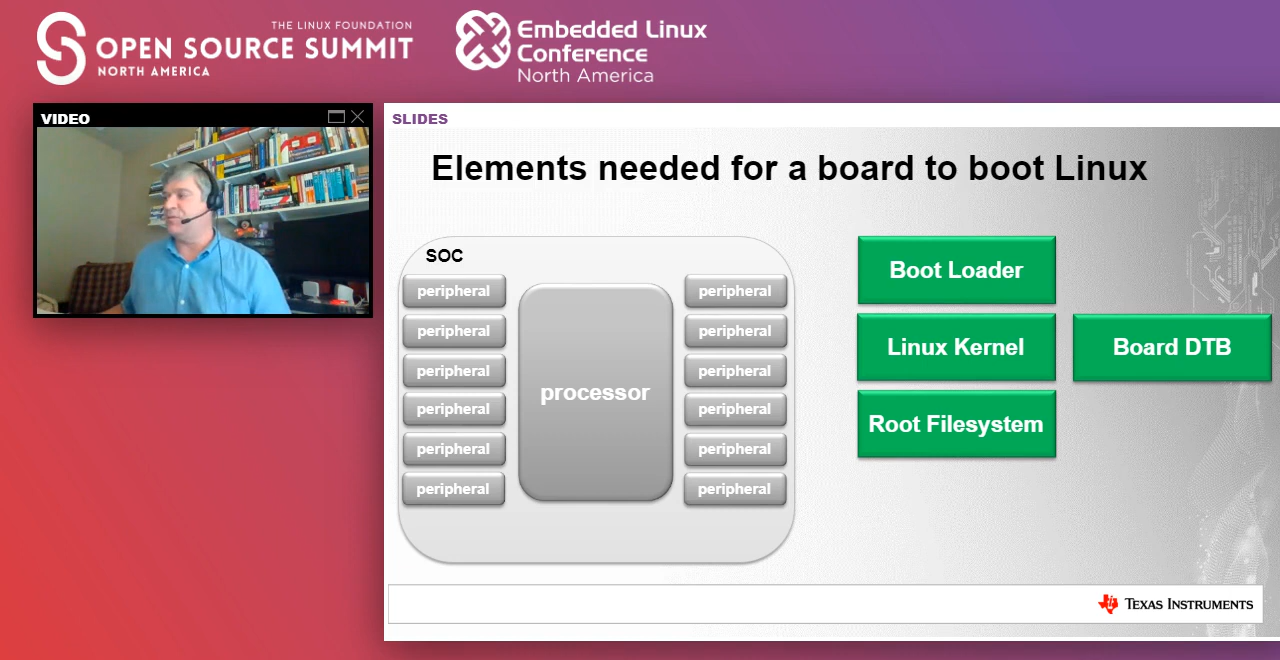 THE LINUX FOUNDATION
OPEN SOURCE SUMMIT
NORTH AMERICA
Embedded Linux
Conference
North America
VIDEO
SLIDES
Elements needed for a board to boot Linux
SOC
peripheral
peripheral
peripheral
peripheral
peripheral
peripheral
processor
peripheral
peripheral
peripheral
peripheral
peripheral
peripheral
Boot Loader
Linux Kernel
Board DTB
Root Filesystem
TEXAS INSTRUMENTS